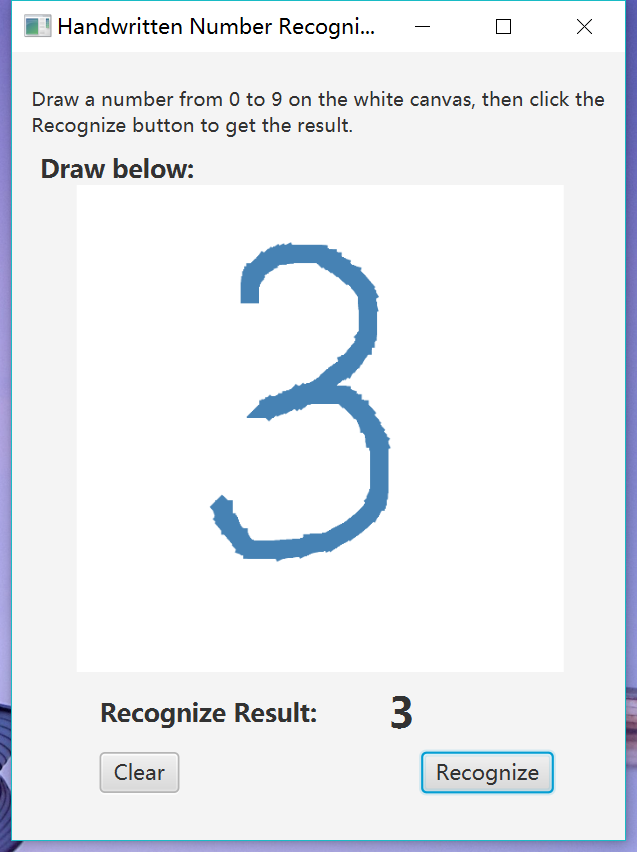 Handwritten Number Recogni...
Draw a number from 0 to 9 on the white canvas, then click the
Recognize button to get the result.
Draw below:
3
Recognize Result: 3
Clear Recognize